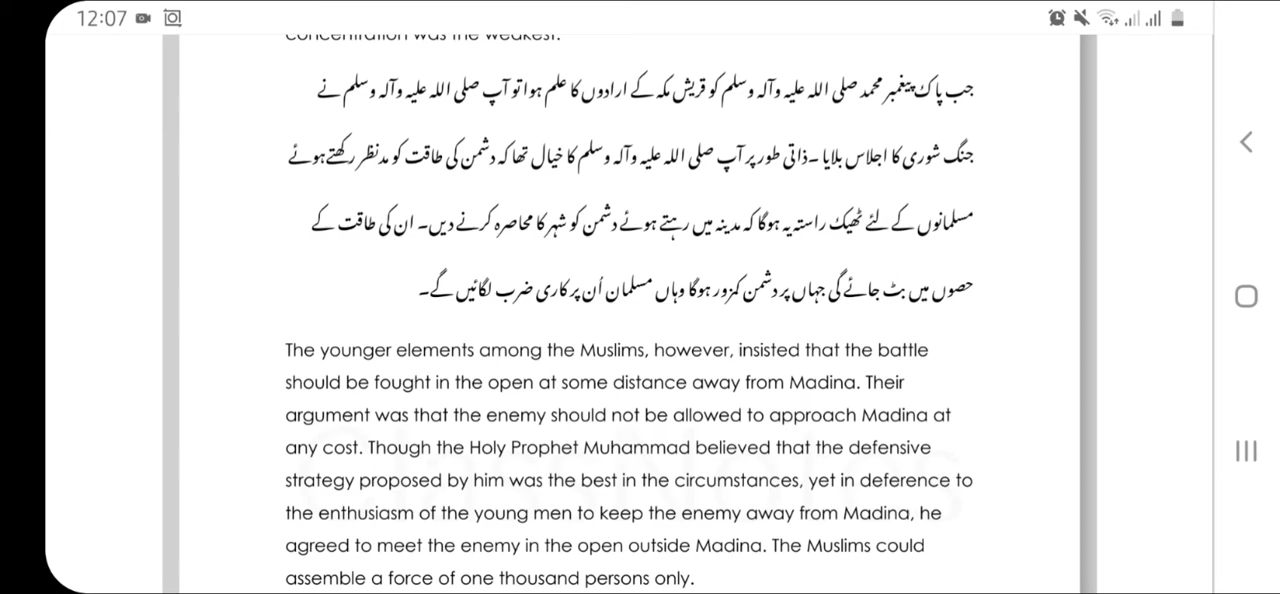 12:07
concentration was the weakest.
جب پاک پیغمبر محمد صلی اللہ علیہ وآلہ وسلم کو قریش مکہ کے ارادوں کا علم ہوا تو آپ صلی اللہ علیہ وآلہ وسلم نے
جنگ شوری کا اجلاس بلایا ۔ذاتی طور پر آپ صلی اللہ علیہ وآلہ وسلم کا خیال تھا کہ دشمن کی طاقت کو مدنظر رکھتے ہوئے
مسلمانوں کے لئے ٹھیک راستہ یہ ہوگا کہ مدینہ میں رہتے ہوئے دشمن کو شہر کا محاصرہ کرنے دیں۔ ان کی طاقت کے
حصوں میں بٹ جائے گی جہاں پر دشمن کمزور ہوگا وہاں مسلمان اُن پر کاری ضرب لگائیں گے۔
The younger elements among the Muslims, however, insisted that the battle
should be fought in the open at some distance away from Madina. Their
argument was that the enemy should not be allowed to approach Madina at
any cost. Though the Holy Prophet Muhammad believed that the defensive
strategy proposed by him was the best in the circumstances, yet in deference to
the enthusiasm of the young men to keep the enemy away from Madina, he
agreed to meet the enemy in the open outside Madina. The Muslims could
assemble a force of one thousand persons only.
ClassNotes